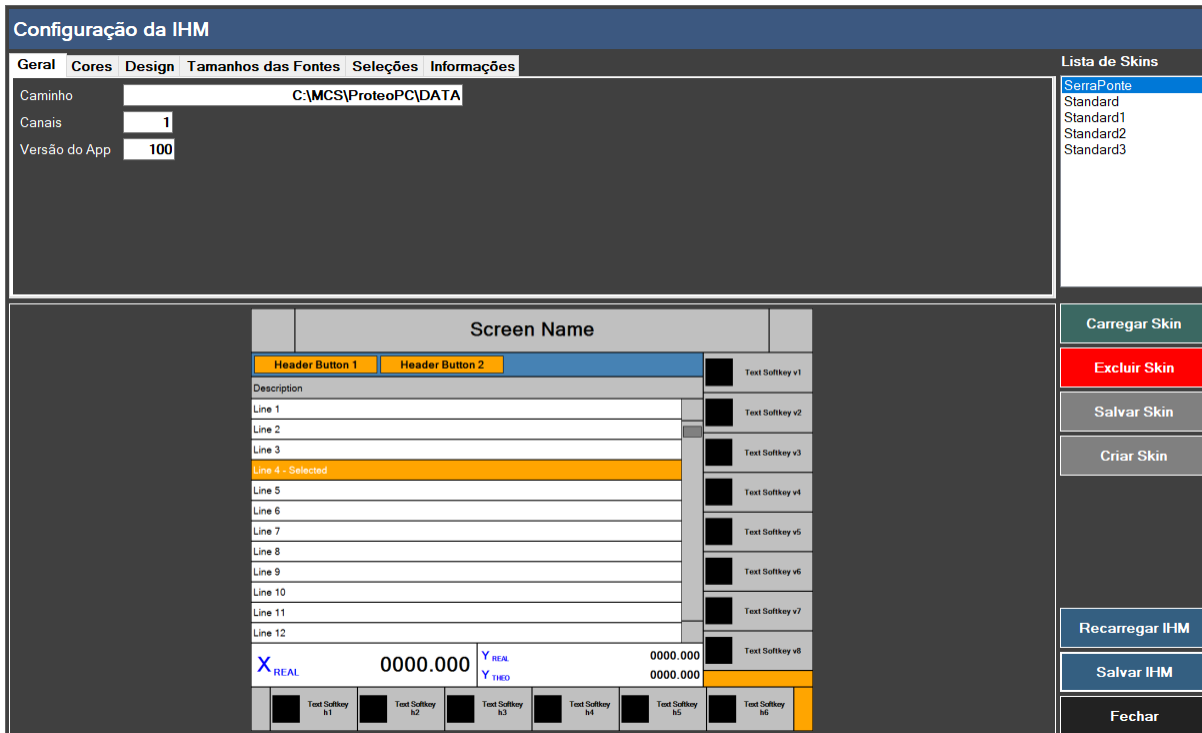 Configuração da IHM
Geral Cores Design Tamanhos das Fontes Seleções Informações
Caminho C:\MCS\ProteoPC\DATA
Canais 1
Versão do App 100
Lista de Skins
SerraPonte
Standard
Standard1
Standard2
Standard3
Screen Name
Header Button 1 Header Button 2
Description
Line 1
Line 2
Line 3
Line 4 - Selected
Line 5
Line 6
Line 7
Line 8
Line 9
Line 10
Line 11
Line 12
Text Softkey v1
Text Softkey v2
Text Softkey v3
Text Softkey v4
Text Softkey v5
Text Softkey v6
Text Softkey v7
Text Softkey v8
X REAL 0000.000
Y REAL 0000.000
Y THEO 0000.000
Text Softkey h1
Text Softkey h2
Text Softkey h3
Text Softkey h4
Text Softkey h5
Text Softkey h6
Carregar Skin
Excluir Skin
Salvar Skin
Criar Skin
Recarregar IHM
Salvar IHM
Fechar